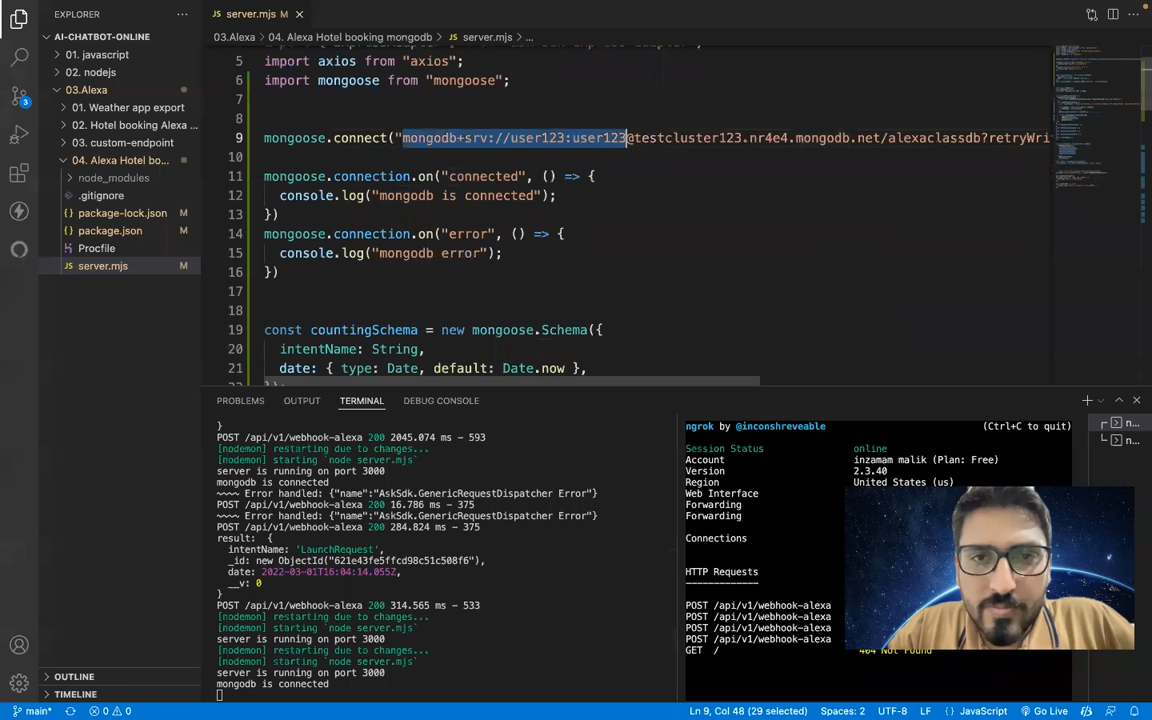 EXPLORER
server.mjs M
AI-CHATBOT-ONLINE
01. javascript
02. nodejs
03.Alexa
01. Weather app export
02. Hotel booking Alexa ...
03. custom-endpoint
04. Alexa Hotel bo...
node_modules
.gitignore
package-lock.json M
package.json M
Procfile
server.mjs M
OUTLINE
TIMELINE
03.Alexa > 04. Alexa Hotel booking mongodb > server.mjs > ...
5 import axios from "axios";
6 import mongoose from "mongoose";
7
8
9 mongoose.connect("mongodb+srv://user123:user123@testcluster123.nr4e4.mongodb.net/alexaclassdb?retryWri
10
11 mongoose.connection.on("connected", () => {
12 console.log("mongodb is connected");
13 })
14 mongoose.connection.on("error", () => {
15 console.log("mongodb error");
16 })
17
18
19 const countingSchema = new mongoose.Schema({
20 intentName: String,
21 date: { type: Date, default: Date.now },
PROBLEMS OUTPUT TERMINAL DEBUG CONSOLE
}
POST /api/v1/webhook-alexa 200 2045.074 ms - 593
[nodemon] restarting due to changes...
[nodemon] starting `node server.mjs`
server is running on port 3000
mongodb is connected
~~~~ Error handled: {"name":"AskSdk.GenericRequestDispatcher Error"}
POST /api/v1/webhook-alexa 200 16.786 ms - 375
~~~~ Error handled: {"name":"AskSdk.GenericRequestDispatcher Error"}
POST /api/v1/webhook-alexa 200 284.824 ms - 375
result: {
intentName: 'LaunchRequest',
_id: new ObjectId("621e43fe5ffcd98c51c508f6"),
date: 2022-03-01T16:04:14.055Z,
__v: 0
}
POST /api/v1/webhook-alexa 200 314.565 ms - 533
[nodemon] restarting due to changes...
[nodemon] starting `node server.mjs`
server is running on port 3000
[nodemon] restarting due to changes...
[nodemon] starting `node server.mjs`
server is running on port 3000
mongodb is connected
ngrok by @inconshreveable (Ctrl+C to quit)
Session Status online
Account inzamam malik (Plan: Free)
Version 2.3.40
Region United States (us)
Web Interface
Forwarding
Forwarding
Connections
HTTP Requests
-------------
POST /api/v1/webhook-alexa
POST /api/v1/webhook-alexa
POST /api/v1/webhook-alexa
POST /api/v1/webhook-alexa
GET / 404 Not Found
n...
n...
3
main* 0 0 Ln 9, Col 48 (29 selected) Spaces: 2 UTF-8 LF {} JavaScript Go Live